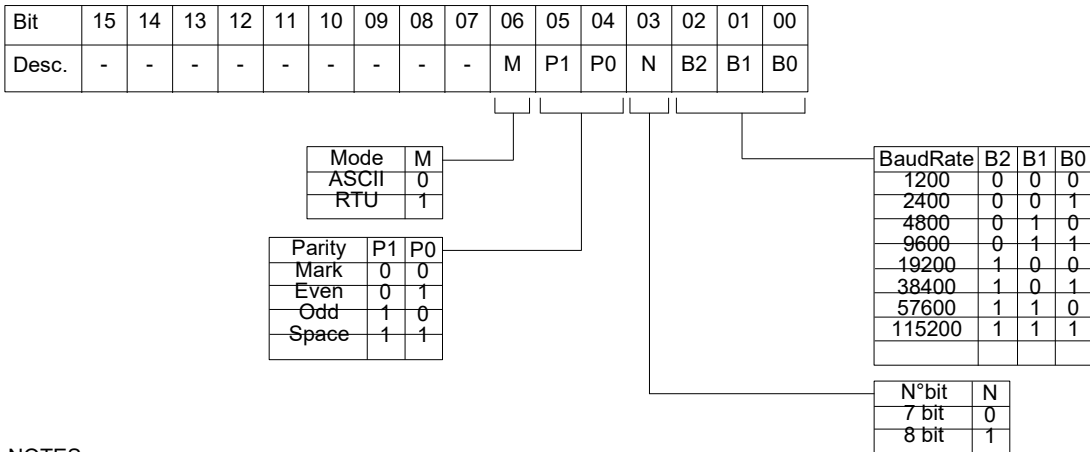 Bit 15 14 13 12 11 10 09 08 07 06 05 04 03 02 01 00
Desc. - - - - - - - - - M P1 P0 N B2 B1 B0
Mode M
ASCII 0
RTU 1
Parity P1 P0
Mark 0 0
Even 0 1
Odd 1 0
Space 1 1
BaudRate B2 B1 B0
1200 0 0 0
2400 0 0 1
4800 0 1 0
9600 0 1 1
19200 1 0 0
38400 1 0 1
57600 1 1 0
115200 1 1 1
N°bit N
7 bit 0
8 bit 1
NOTES